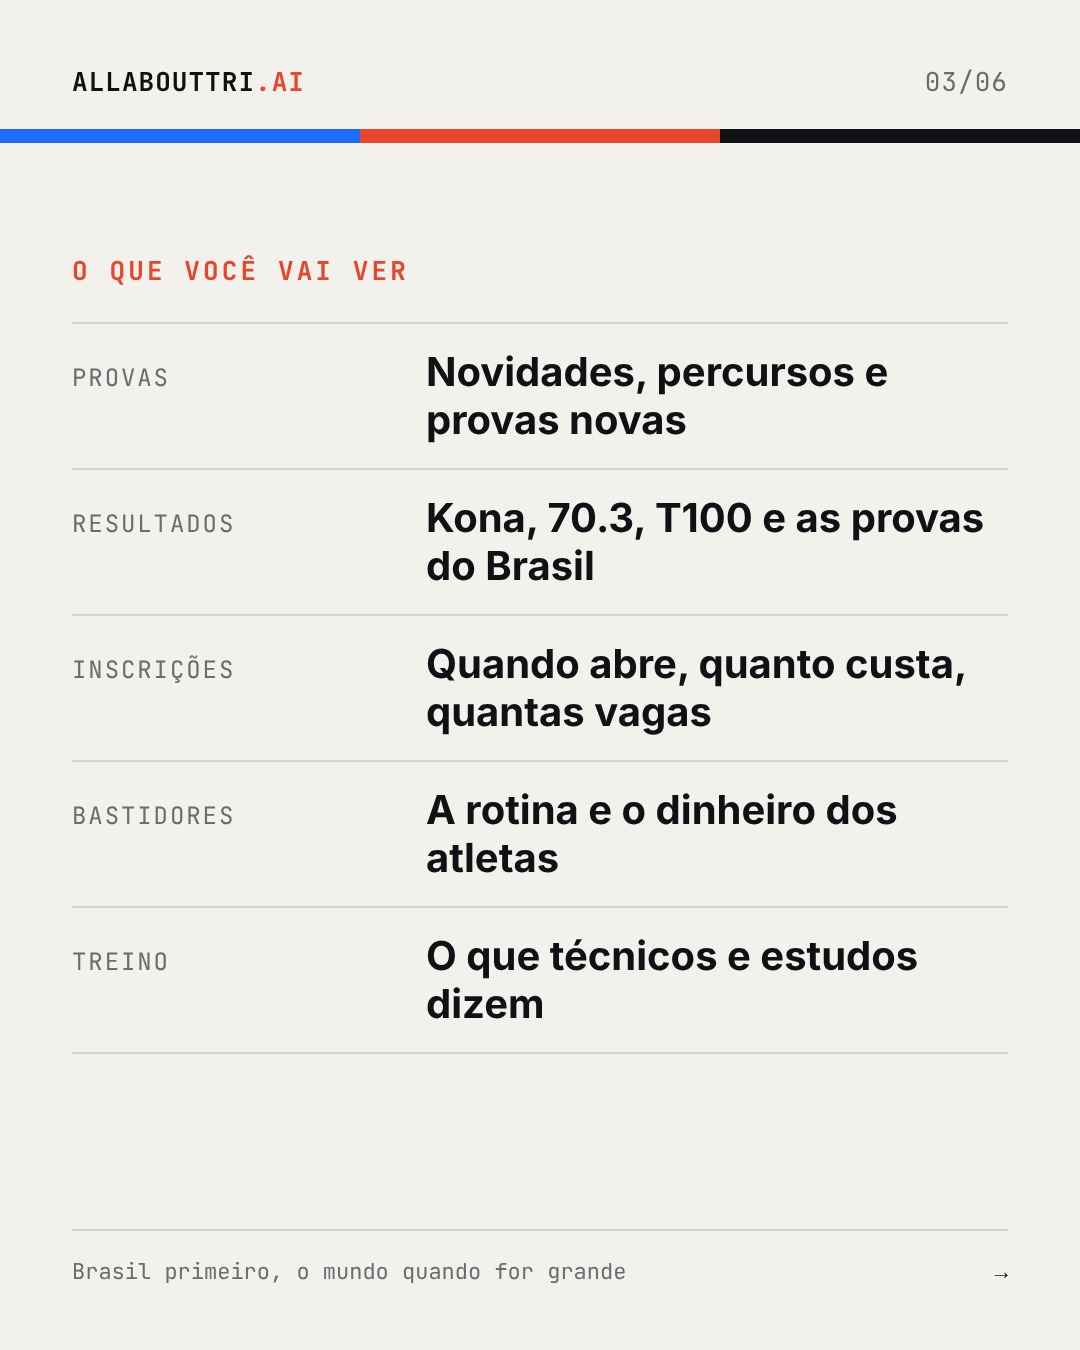 ALLABOUTTRI.AI
03/06
O QUE VOCÊ VAI VER
PROVAS
Novidades, percursos e
provas novas
RESULTADOS
Kona, 70.3, T100 e as provas
do Brasil
INSCRIÇÕES
Quando abre, quanto custa,
quantas vagas
BASTIDORES
A rotina e o dinheiro dos
atletas
TREINO
O que técnicos e estudos
dizem
Brasil primeiro, o mundo quando for grande
→